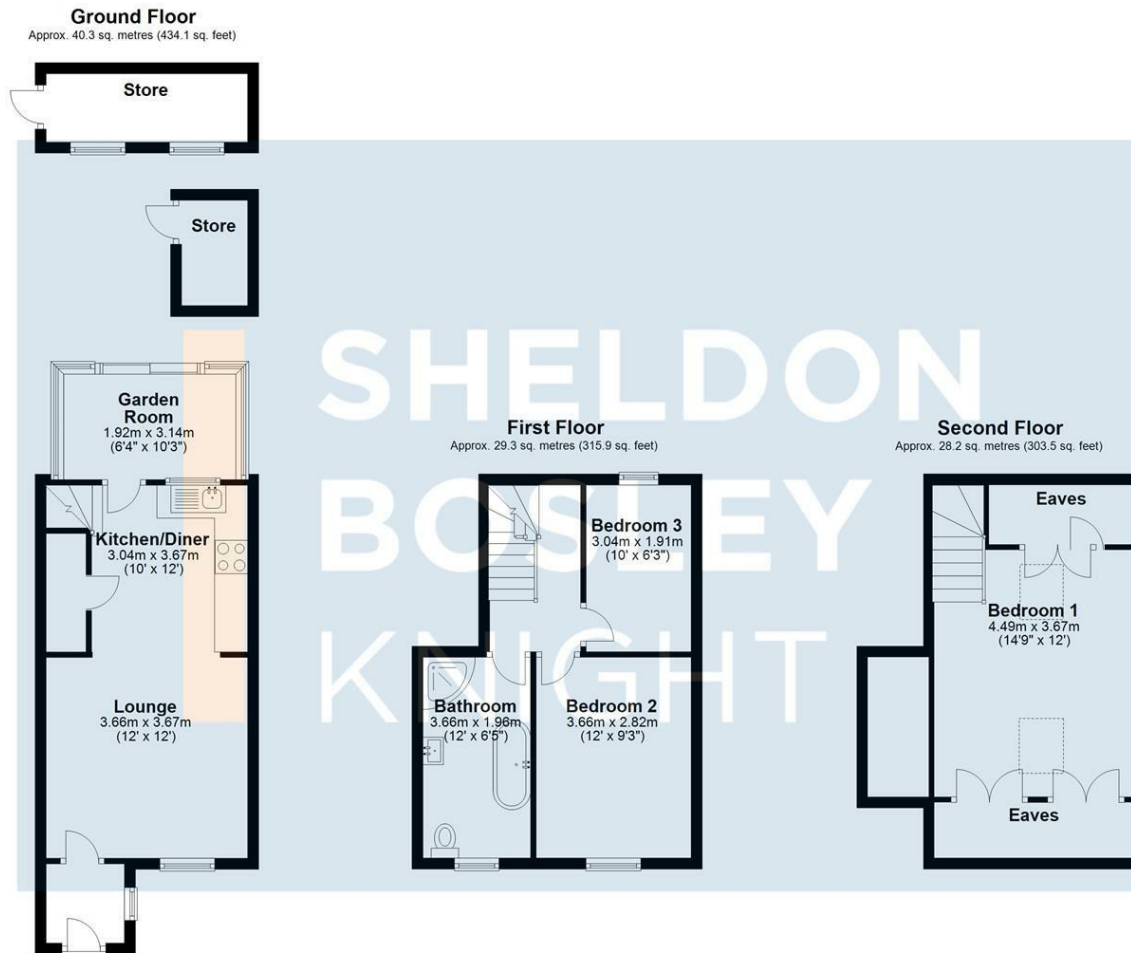 Ground Floor
Approx. 40.3 sq. metres (434.1 sq. feet)
Store
Store
Garden
Room
1.92m x 3.14m
(6'4" x 10'3")
Kitchen/Diner
3.04m x 3.67m
(10' x 12')
Lounge
3.66m x 3.67m
(12' x 12')
SHELDON
BOSLEY
KNIGHT
First Floor
Approx. 29.3 sq. metres (315.9 sq. feet)
Bedroom 3
3.04m x 1.91m
(10' x 6'3")
Bathroom
3.66m x 1.96m
(12' x 6'5")
Bedroom 2
3.66m x 2.82m
(12' x 9'3")
Second Floor
Approx. 28.2 sq. metres (303.5 sq. feet)
Eaves
Bedroom 1
4.49m x 3.67m
(14'9" x 12')
Eaves